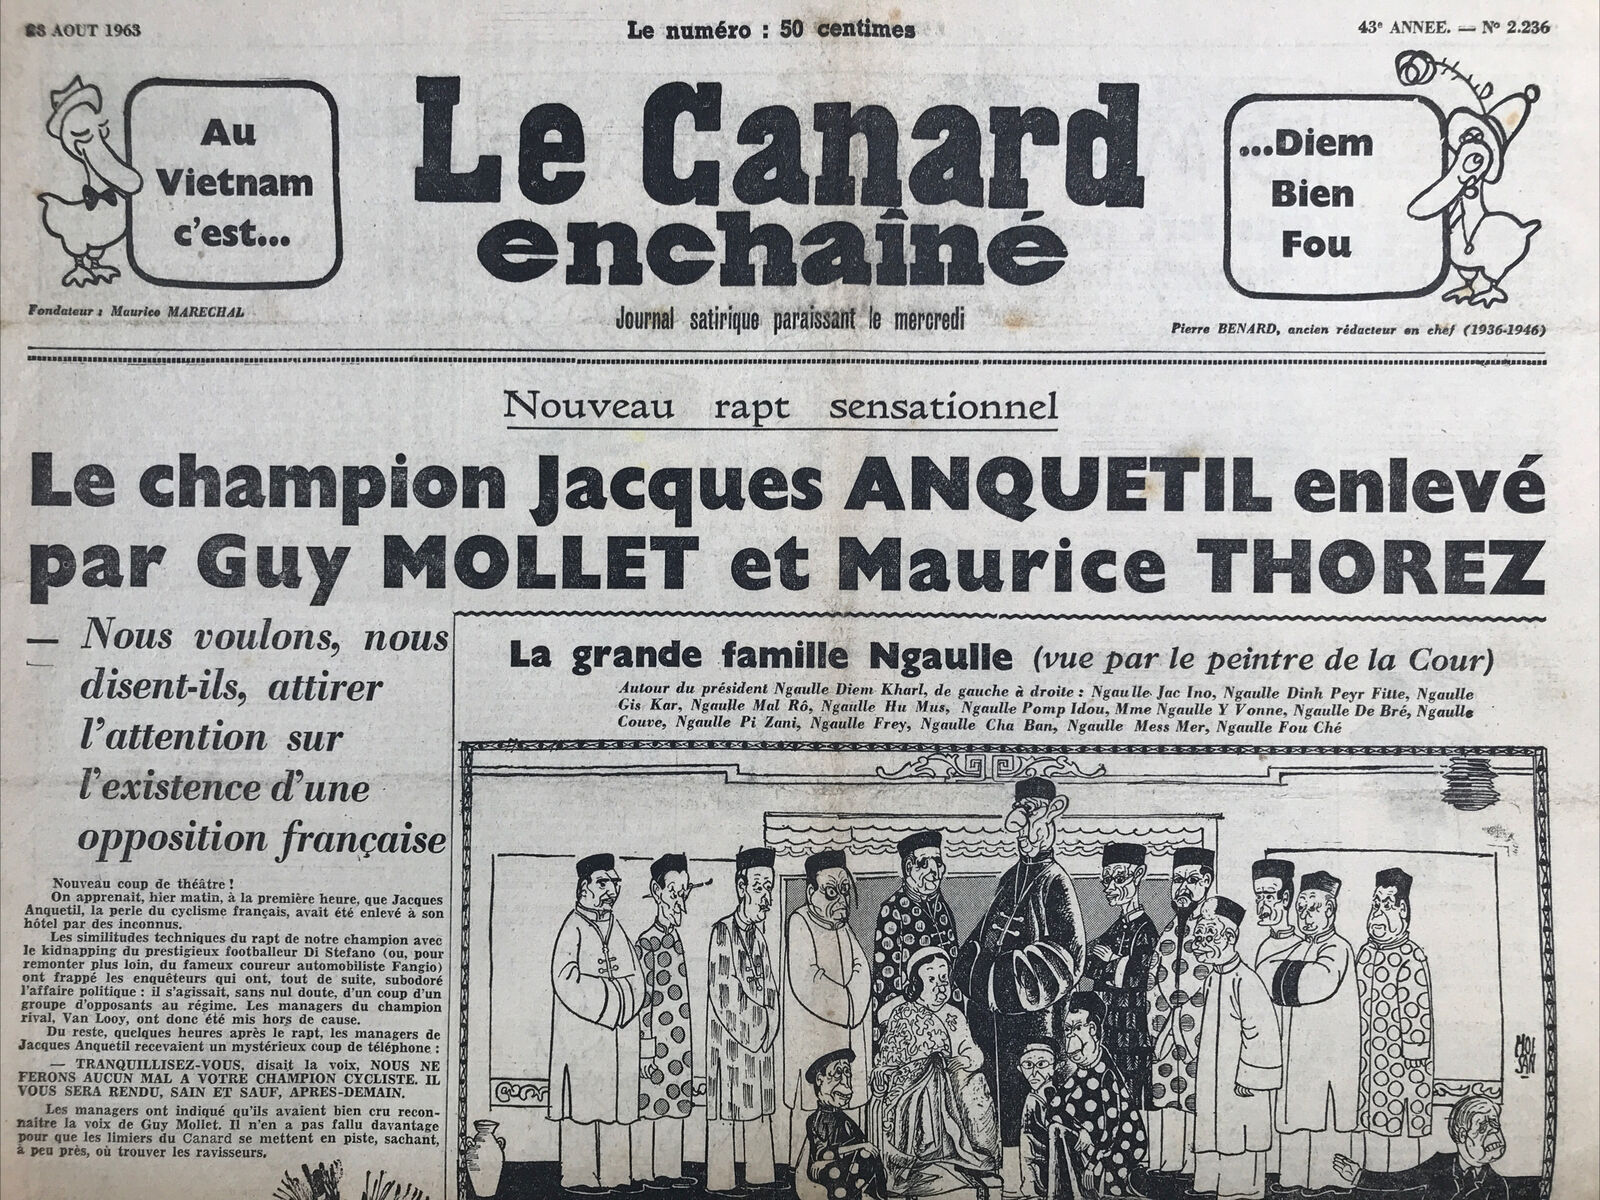 28 AOUT 1963
Le numéro : 50 centimes
43e ANNEE. — No 2.236
Au
Vietnam
c'est...
Le Canard
enchaîné
...Diem
Bien
Fou
Fondateur : Maurice MARECHAL
Journal satirique paraissant le mercredi
Pierre BENARD, ancien rédacteur en chef (1936-1946)
Nouveau rapt sensationnel
Le champion Jacques ANQUETIL enlevé
par Guy MOLLET et Maurice THOREZ
— Nous voulons, nous
disent-ils, attirer
l'attention sur
l'existence d'une
opposition française
Nouveau coup de théâtre !
On apprenait, hier matin, à la première heure, que Jacques
Anquetil, la perle du cyclisme français, avait été enlevé à son
hôtel par des inconnus.
Les similitudes techniques du rapt de notre champion avec
le kidnapping du prestigieux footballeur Di Stefano (ou, pour
remonter plus loin, du fameux coureur automobiliste Fangio)
ont frappé les enquêteurs qui ont, tout de suite, subodoré
l'affaire politique : il s'agissait, sans nul doute, d'un coup d'un
groupe d'opposants au régime. Les managers du champion
rival, Van Looy, ont donc été mis hors de cause.
Du reste, quelques heures après le rapt, les managers de
Jacques Anquetil recevaient un mystérieux coup de téléphone :
— TRANQUILLISEZ-VOUS, disait la voix, NOUS NE
FERONS AUCUN MAL A VOTRE CHAMPION CYCLISTE. IL
VOUS SERA RENDU, SAIN ET SAUF, APRES-DEMAIN.
Les managers ont indiqué qu'ils avaient bien cru recon-
naître la voix de Guy Mollet. Il n'en a pas fallu davantage
pour que les limiers du Canard se mettent en piste, sachant,
à peu près, où trouver les ravisseurs.
La grande famille Ngaulle (vue par le peintre de la Cour)
Autour du président Ngaulle Diem Kharl, de gauche à droite : Ngaulle Jac Ino, Ngaulle Dinh Peyr Fitte, Ngaulle
Gis Kar, Ngaulle Mal Rô, Ngaulle Hu Mus, Ngaulle Pomp Idou, Mme Ngaulle Y Vonne, Ngaulle De Bré, Ngaulle
Couve, Ngaulle Pi Zani, Ngaulle Frey, Ngaulle Cha Ban, Ngaulle Mess Mer, Ngaulle Fou Ché
MOI
SAN